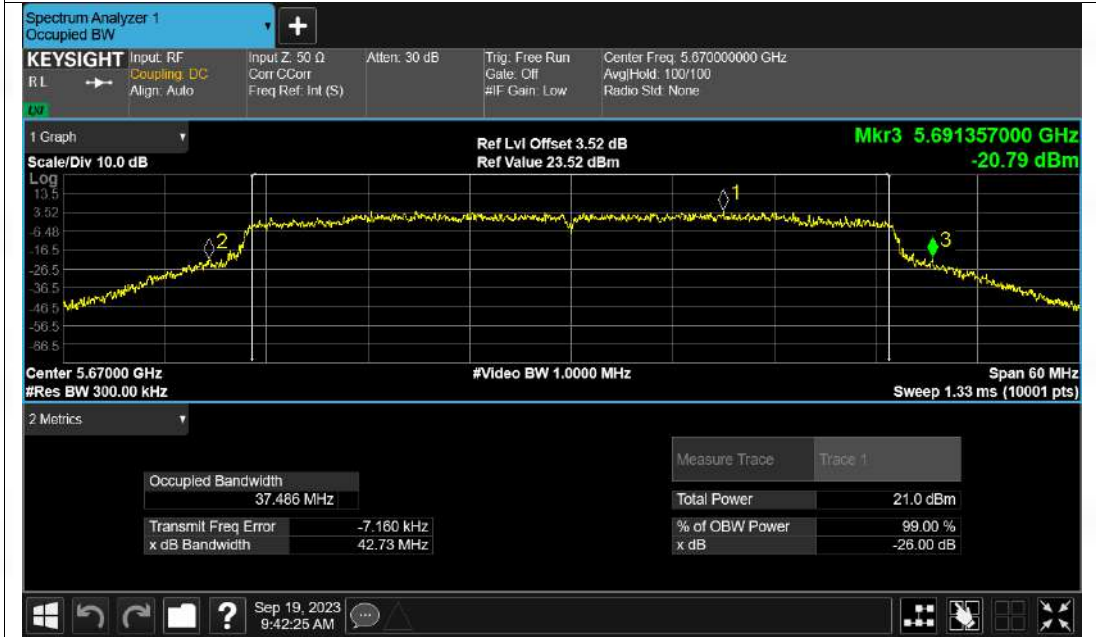 Spectrum Analyzer 1
Occupied BW
+
KEYSIGHT Input: RF Input Z: 50 Ω Atten: 30 dB Trig: Free Run Center Freq: 5.670000000 GHz
R L Coupling: DC Corr CCorr Gate: Off Avg|Hold: 100/100
Align: Auto Freq Ref: Int (S) #IF Gain: Low Radio Std: None
LXI
1 Graph
Ref Lvl Offset 3.52 dB Mkr3 5.691357000 GHz
Scale/Div 10.0 dB Ref Value 23.52 dBm -20.79 dBm
Log
13.5
3.52
-6.48
-16.5
-26.5
-36.5
-46.5
-56.5
-66.5
1
2
3
Center 5.67000 GHz #Video BW 1.0000 MHz Span 60 MHz
#Res BW 300.00 kHz Sweep 1.33 ms (10001 pts)
2 Metrics
Measure Trace Trace 1
Occupied Bandwidth
37.486 MHz Total Power 21.0 dBm
Transmit Freq Error -7.160 kHz % of OBW Power 99.00 %
x dB Bandwidth 42.73 MHz x dB -26.00 dB
? Sep 19, 2023
9:42:25 AM